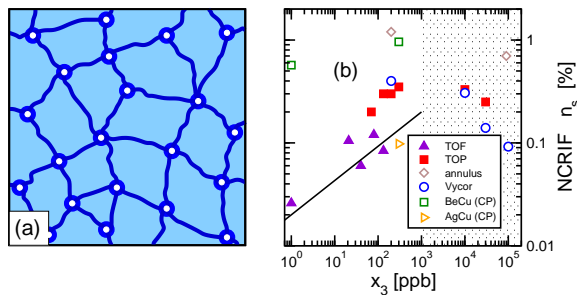 (a)
(b)
NCRIF n_s [%]
1
0.1
0.01
TOF
TOP
annulus
Vycor
BeCu (CP)
AgCu (CP)
10^0 10^1 10^2 10^3 10^4 10^5
x_3 [ppb]